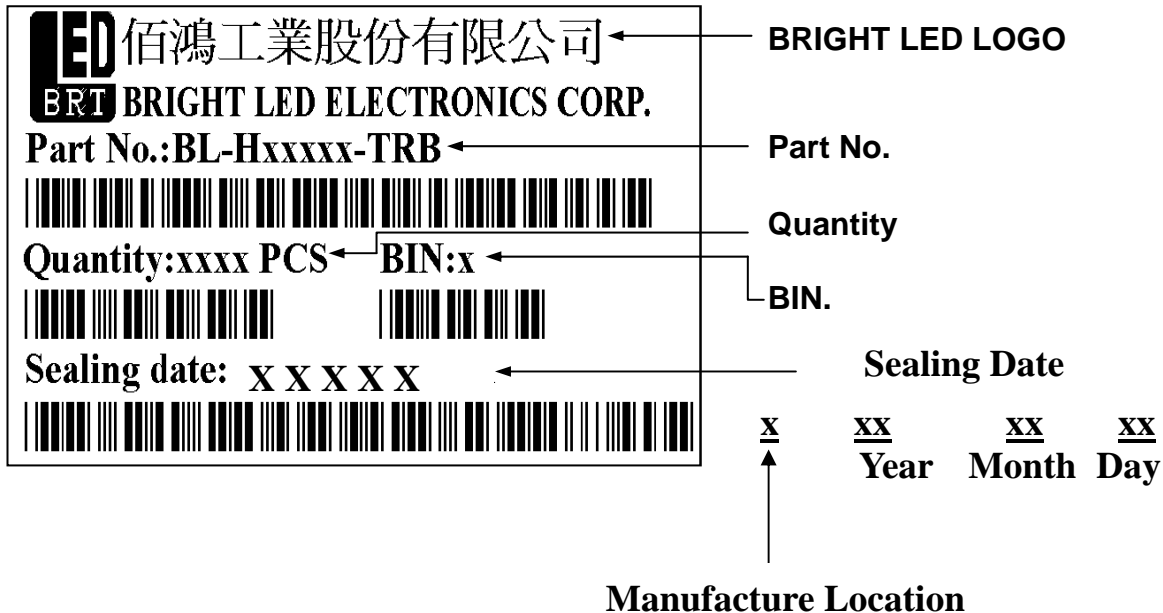 LED 佰鴻工業股份有限公司 BRIGHT LED LOGO
BRT BRIGHT LED ELECTRONICS CORP.
Part No.:BL-Hxxxxx-TRB Part No.
Quantity
Quantity:xxxx PCS BIN:x
BIN.
Sealing date: X X X X X Sealing Date
x xx xx xx
Year Month Day
Manufacture Location